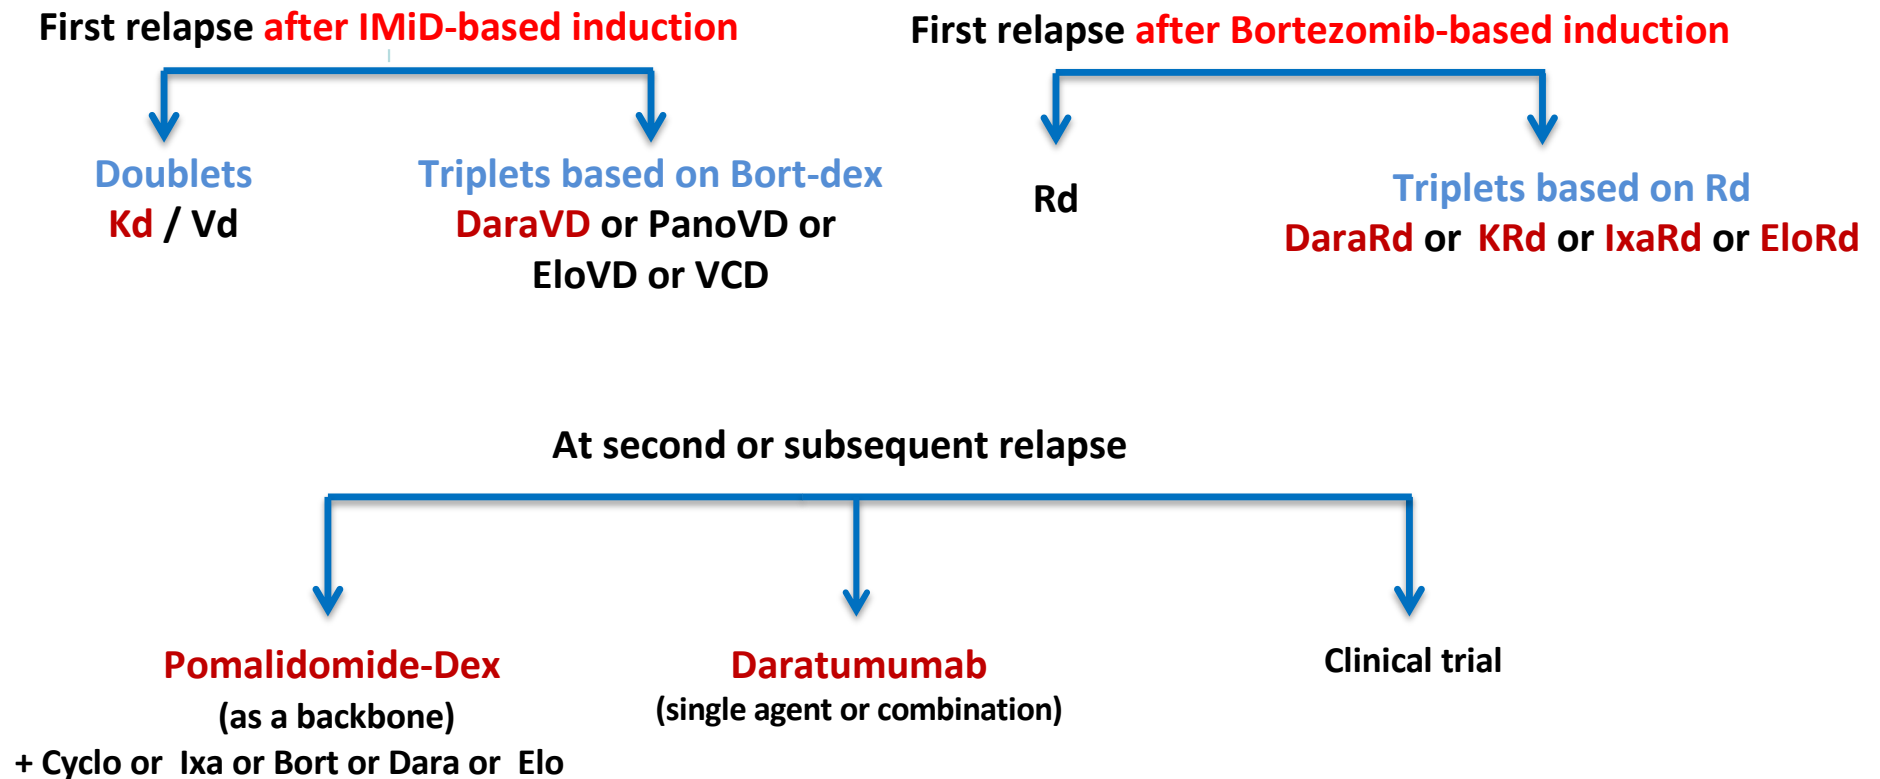 First relapse after IMiD-based induction
Doublets
Kd / Vd
Triplets based on Bort-dex
DaraVD or PanoVD or
EloVD or VCD
First relapse after Bortezomib-based induction
Rd
Triplets based on Rd
DaraRd or KRd or IxaRd or EloRd
At second or subsequent relapse
Pomalidomide-Dex
(as a backbone)
+ Cyclo or Ixa or Bort or Dara or Elo
Daratumumab
(single agent or combination)
Clinical trial